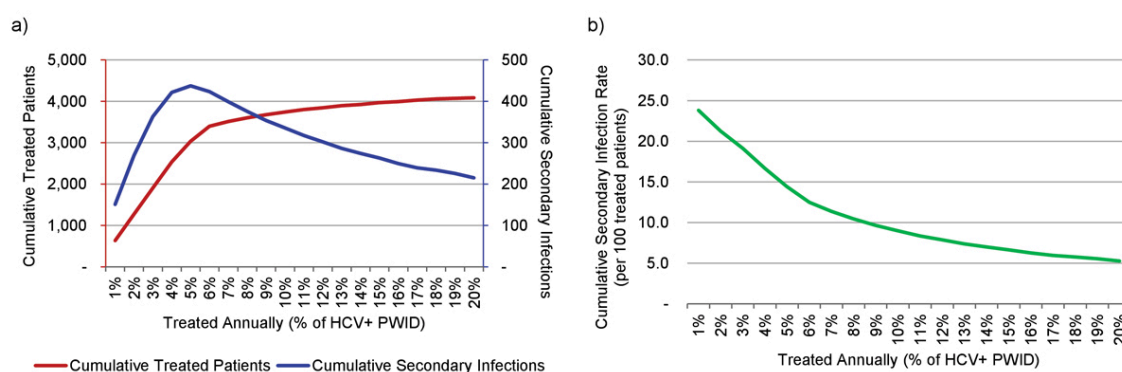 a)
5,000
4,000
3,000
2,000
1,000
-
Cumulative Treated Patients
500
400
300
200
100
-
Cumulative Secondary Infections
1% 2% 3% 4% 5% 6% 7% 8% 9% 10% 11% 12% 13% 14% 15% 16% 17% 18% 19% 20%
Treated Annually (% of HCV+ PWID)
Cumulative Treated Patients Cumulative Secondary Infections
b)
30.0
25.0
20.0
15.0
10.0
5.0
-
Cumulative Secondary Infection Rate
(per 100 treated patients)
1% 2% 3% 4% 5% 6% 7% 8% 9% 10% 11% 12% 13% 14% 15% 16% 17% 18% 19% 20%
Treated Annually (% of HCV+ PWID)